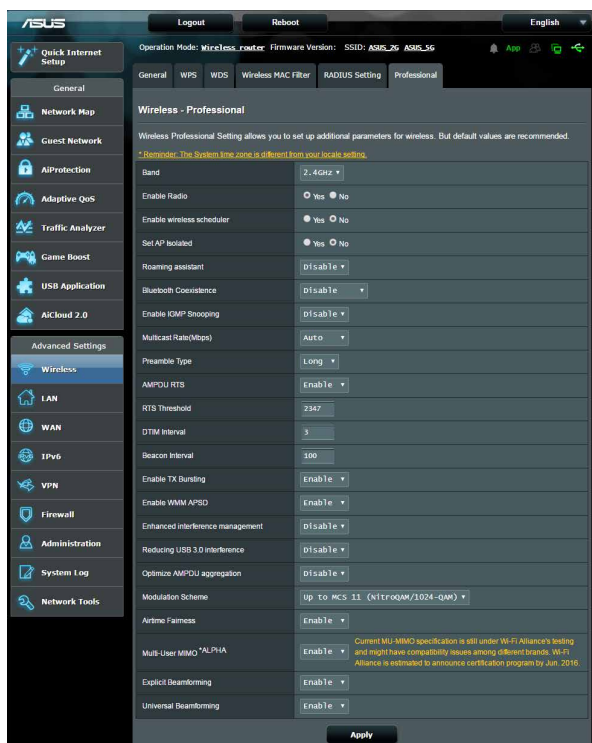 ASUS
Logout
Reboot
English
Quick Internet
Setup
General
Network Map
Guest Network
AiProtection
Adaptive QoS
Traffic Analyzer
Game Boost
USB Application
AiCloud 2.0
Advanced Settings
Wireless
LAN
WAN
IPv6
VPN
Firewall
Administration
System Log
Network Tools
Operation Mode: Wireless router Firmware Version: SSID: ASUS_2G ASUS_5G
App
General WPS WDS Wireless MAC Filter RADIUS Setting Professional
Wireless - Professional
Wireless Professional Setting allows you to set up additional parameters for wireless. But default values are recommended.
* Reminder: The System time zone is different from your locale setting.
Band 2.4GHz
Enable Radio Yes No
Enable wireless scheduler Yes No
Set AP Isolated Yes No
Roaming assistant Disable
Bluetooth Coexistence Disable
Enable IGMP Snooping Disable
Multicast Rate(Mbps) Auto
Preamble Type Long
AMPDU RTS Enable
RTS Threshold 2347
DTIM Interval 3
Beacon Interval 100
Enable TX Bursting Enable
Enable WMM APSD Enable
Enhanced interference management Disable
Reducing USB 3.0 interference Disable
Optimize AMPDU aggregation Disable
Modulation Scheme Up to MCS 11 (NitroQAM/1024-QAM)
Airtime Fairness Enable
Multi-User MIMO *ALPHA Enable
Current MU-MIMO specification is still under Wi-Fi Alliance's testing
and might have compatibility issues among different brands. Wi-Fi
Alliance is estimated to announce certification program by Jun. 2016.
Explicit Beamforming Enable
Universal Beamforming Enable
Apply